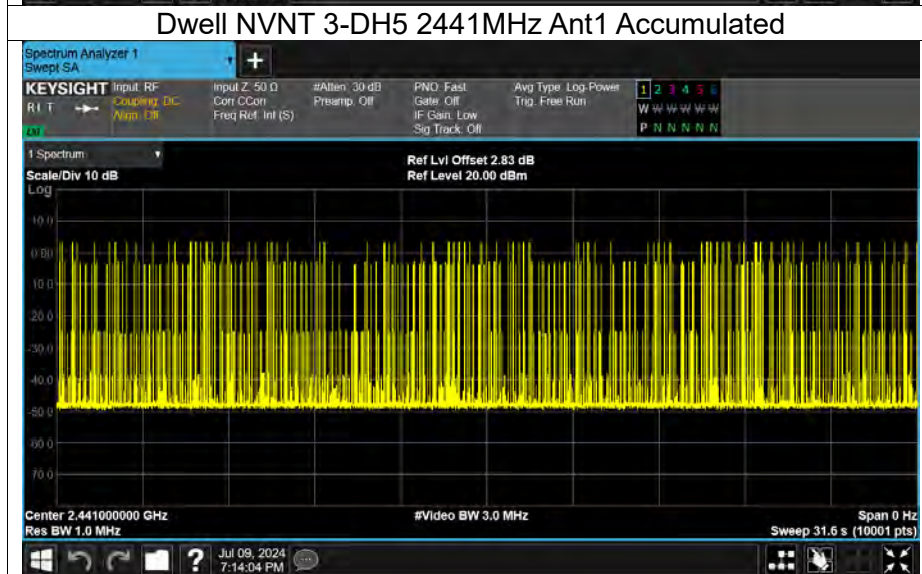 Dwell NVNT 3-DH5 2441MHz Ant1 Accumulated
Spectrum Analyzer 1
Swept SA
+
KEYSIGHT Input: RF Input Z: 50 Ω #Atten: 30 dB PNO: Fast Avg Type: Log-Power 1 2 3 4 5 6
RLT Coupling: DC Corr CCorr Preamp: Off Gate: Off Trig: Free Run W W W W W W
Align: Off Freq Ref: Int (S) IF Gain: Low P N N N N N
LXI Sig Track: Off
1 Spectrum Ref Lvl Offset 2.83 dB
Scale/Div 10 dB Ref Level 20.00 dBm
Log
10.0
0.00
-10.0
-20.0
-30.0
-40.0
-50.0
-60.0
-70.0
Center 2.441000000 GHz #Video BW 3.0 MHz Span 0 Hz
Res BW 1.0 MHz Sweep 31.6 s (10001 pts)
? Jul 09, 2024
7:14:04 PM